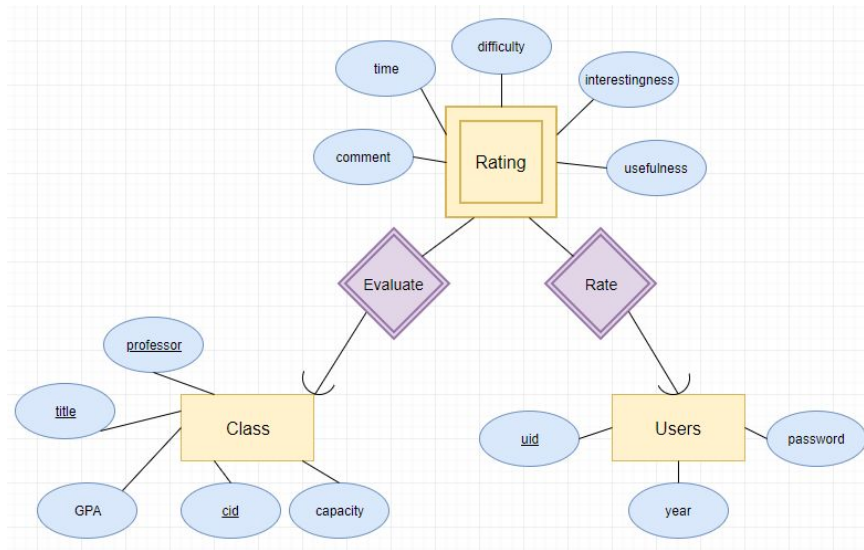 difficulty
time
interestingness
comment
Rating
usefulness
Evaluate
Rate
professor
title
Class
Users
uid
password
GPA
cid
capacity
year